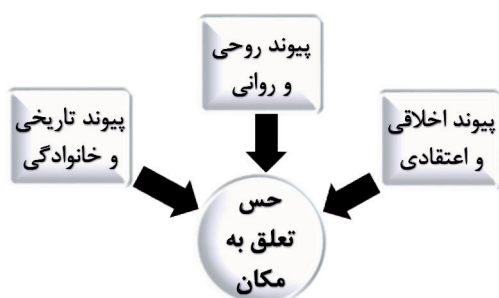 پیوند روحی
و روانی
پیوند اخلاقی
و اعتقادی
پیوند تاریخی
و خانوادگی
حس
تعلق به
مکان